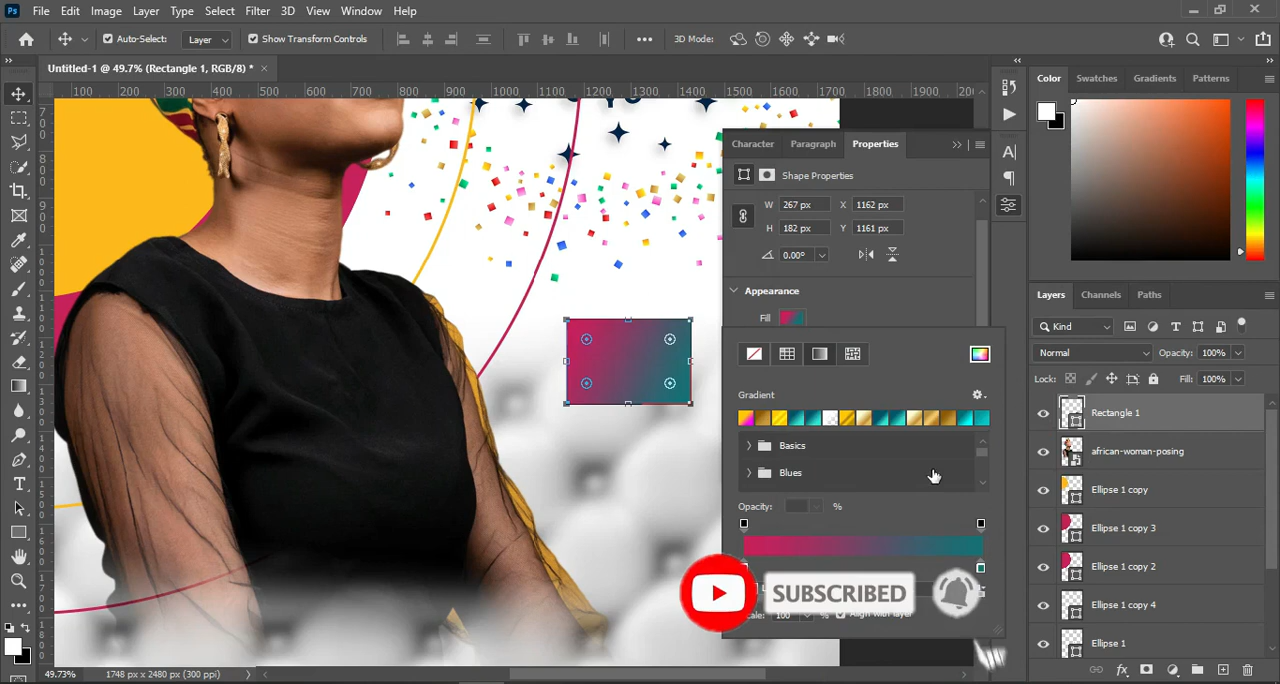 Ps File Edit Image Layer Type Select Filter 3D View Window Help
Auto-Select: Layer Show Transform Controls 3D Mode:
Untitled-1 @ 49.7% (Rectangle 1, RGB/8) *
100 200 300 400 500 600 700 800 900 1000 1100 1200 1300 1400 1500 1600 1700 1800 1900
Color Swatches Gradients Patterns
Character Paragraph Properties
Shape Properties
W 267 px X 1162 px
H 182 px Y 1161 px
0.00°
Appearance
Fill
Gradient
Basics
Blues
Opacity: %
SUBSCRIBED
100 % Align with layer
Layers Channels Paths
Kind
Normal Opacity: 100%
Lock: Fill: 100%
Rectangle 1
african-woman-posing
Ellipse 1 copy
Ellipse 1 copy 3
Ellipse 1 copy 2
Ellipse 1 copy 4
Ellipse 1
49.73% 1748 px x 2480 px (300 ppi)